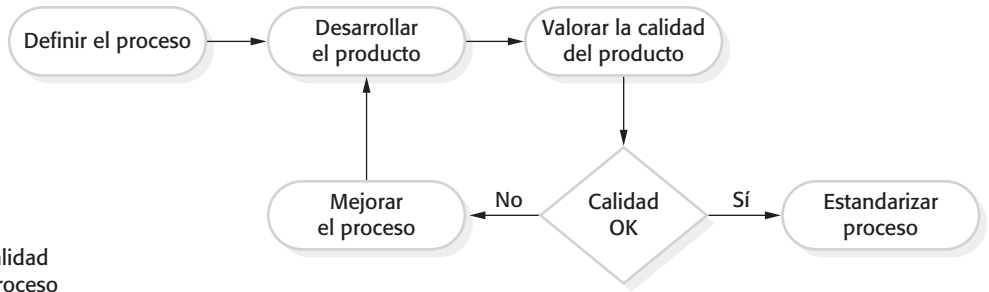 Definir el proceso
Desarrollar
el producto
Valorar la calidad
del producto
Mejorar
el proceso
No
Calidad
OK
Sí
Estandarizar
proceso